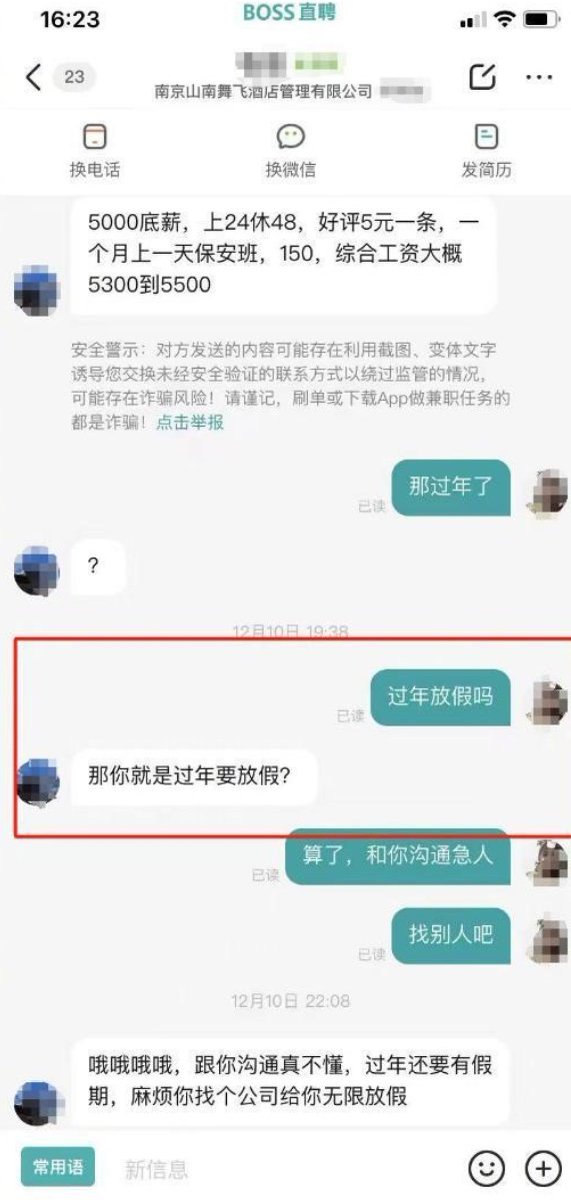 16:23
BOSS直聘
23
南京山南舞飞酒店管理有限公司
换电话
换微信
发简历
5000底薪，上24休48，好评5元一条，一
个月上一天保安班，150，综合工资大概
5300到5500
安全警示：对方发送的内容可能存在利用截图、变体文字
诱导您交换未经安全验证的联系方式以绕过监管的情况，
可能存在诈骗风险！请谨记，刷单或下载App做兼职任务的
都是诈骗！点击举报
那过年了
已读
?
12月10日 19:38
过年放假吗
已读
那你就是过年要放假?
算了，和你沟通急人
已读
找别人吧
已读
12月10日 22:08
哦哦哦哦，跟你沟通真不懂，过年还要有假
期，麻烦你找个公司给你无限放假
常用语
新信息